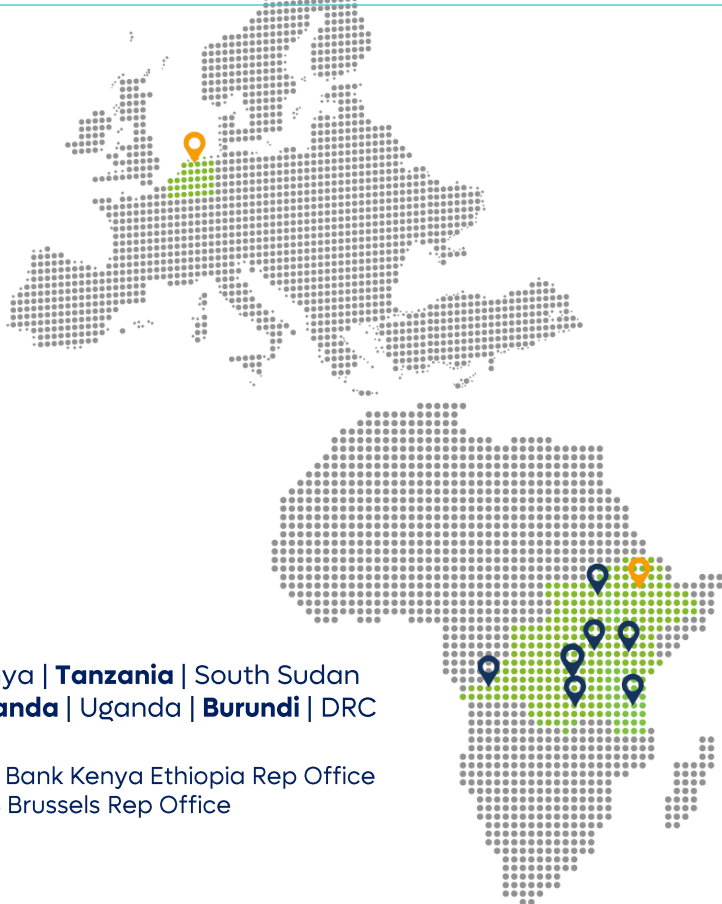 ya | Tanzania | South Sudan
anda | Uganda | Burundi | DRC
Bank Kenya Ethiopia Rep Office
Brussels Rep Office